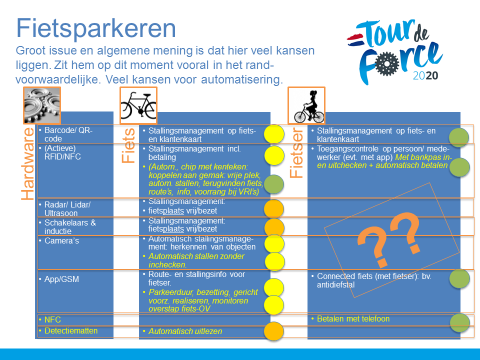 Fietsparkeren
Groot issue en algemene mening is dat hier veel kansen
liggen. Zit hem op dit moment vooral in het rand-
voorwaardelijke. Veel kansen voor automatisering.
Tour de
Force
2020
Hardware
• Barcode/ QR-
code
• (Actieve)
RFID/NFC
• Radar/ Lidar/
Ultrasoon
• Schakelaars &
inductie
• Camera's
• App/GSM
• NFC
• Detectiematten
Fiets
• Stallingsmanagement op fiets-
en klantenkaart
• Stallingsmanagement incl.
betaling
• (Autom., chip met kenteken:
koppelen aan gemak: vrije plek,
autom. stallen, terugvinden fiets,
route's, info, voorrang bij VRI's)
• Stallingsmanagement:
• fietsplaats vrij/bezet
• Stallingsmanagement:
fietsplaats vrij/bezet
• Automatisch stallingsmanage-
ment: herkennen van objecten
• Automatisch stallen zonder
inchecken
• Route- en stallingsinfo voor
fietser.
• Parkeerduur, bezetting, gericht
voorz. realiseren, monitoren
overstap fiets-OV
• Automatisch uitlezen
Fietser
• Stallingsmanagement op fiets- en
klantenkaart
• Toegangscontrole op persoon/ mede-
werker (evt. met app) Met bankpas in-
en uitchecken + automatisch betalen
??
• Connected fiets (met fietser): bv.
antidiefstal
• Betalen met telefoon